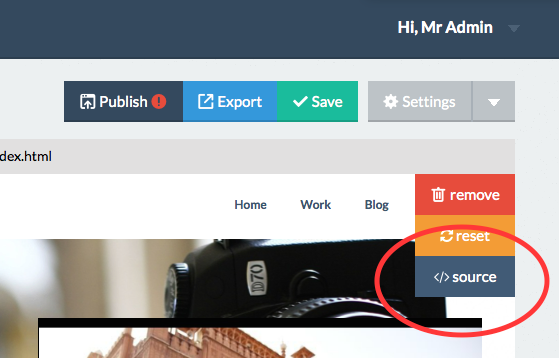 Hi, Mr Admin
Publish Export Save Settings
dex.html
Home Work Blog
remove
reset
</> source
D70